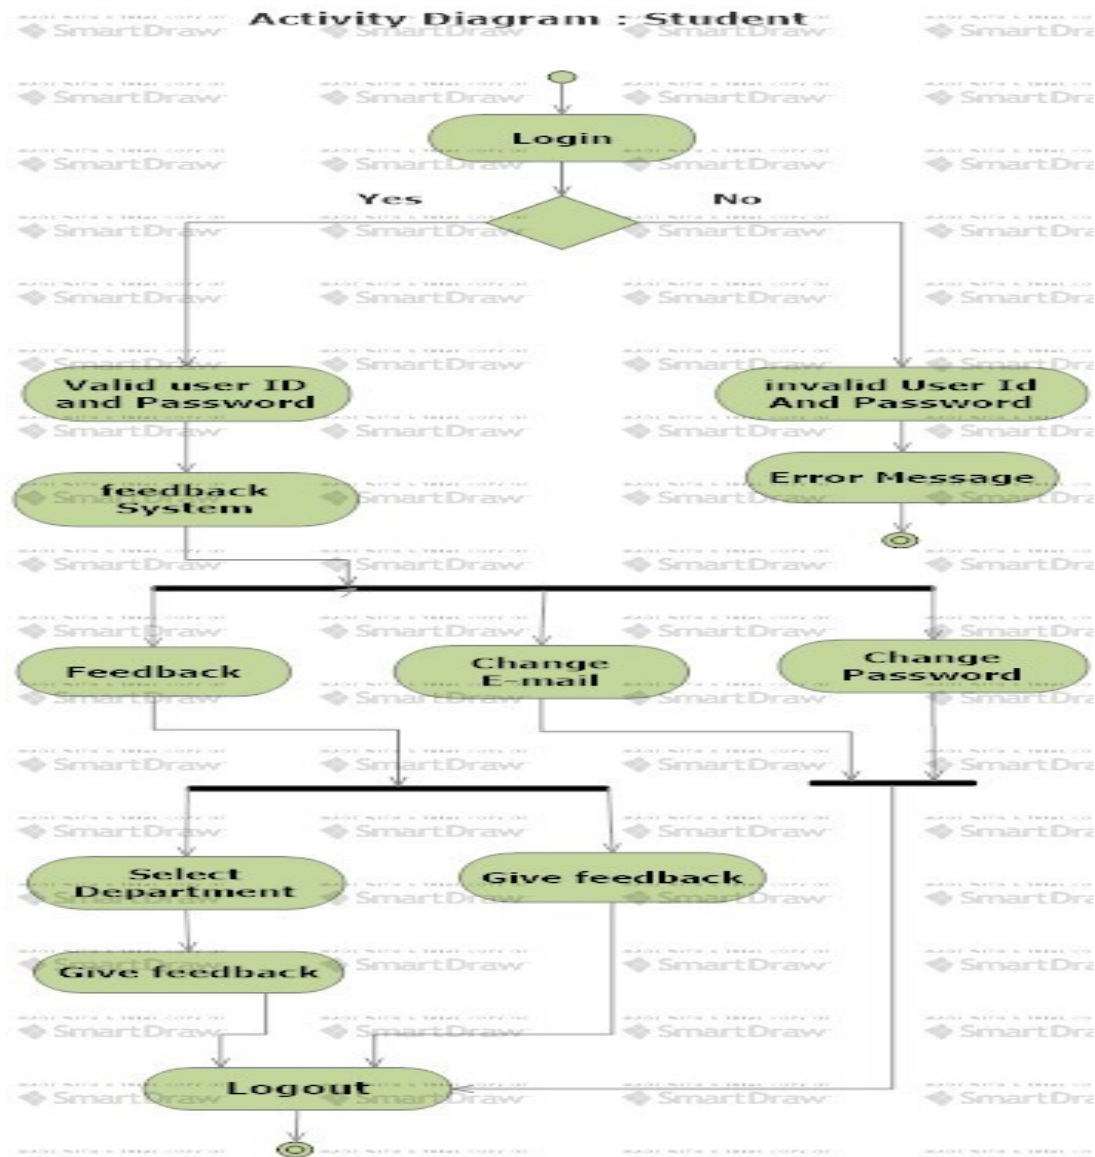 Activity Diagram : Student
Login
Yes
No
Valid user ID
and Password
invalid User Id
And Password
feedback
System
Error Message
Feedback
Change
E-mail
Change
Password
Select
Department
Give feedback
Give feedback
Logout
SmartDraw